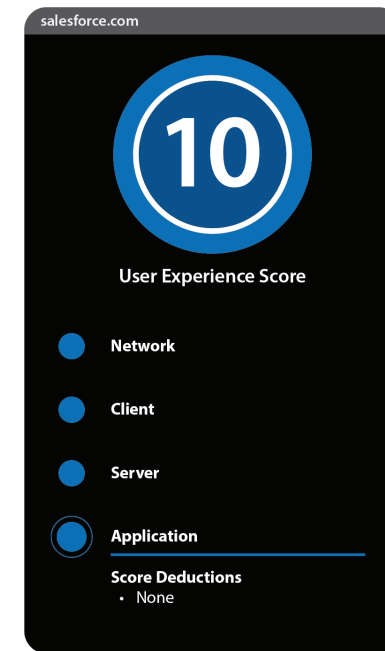 salesforce.com
10
User Experience Score
Network
Client
Server
Application
Score Deductions
• None